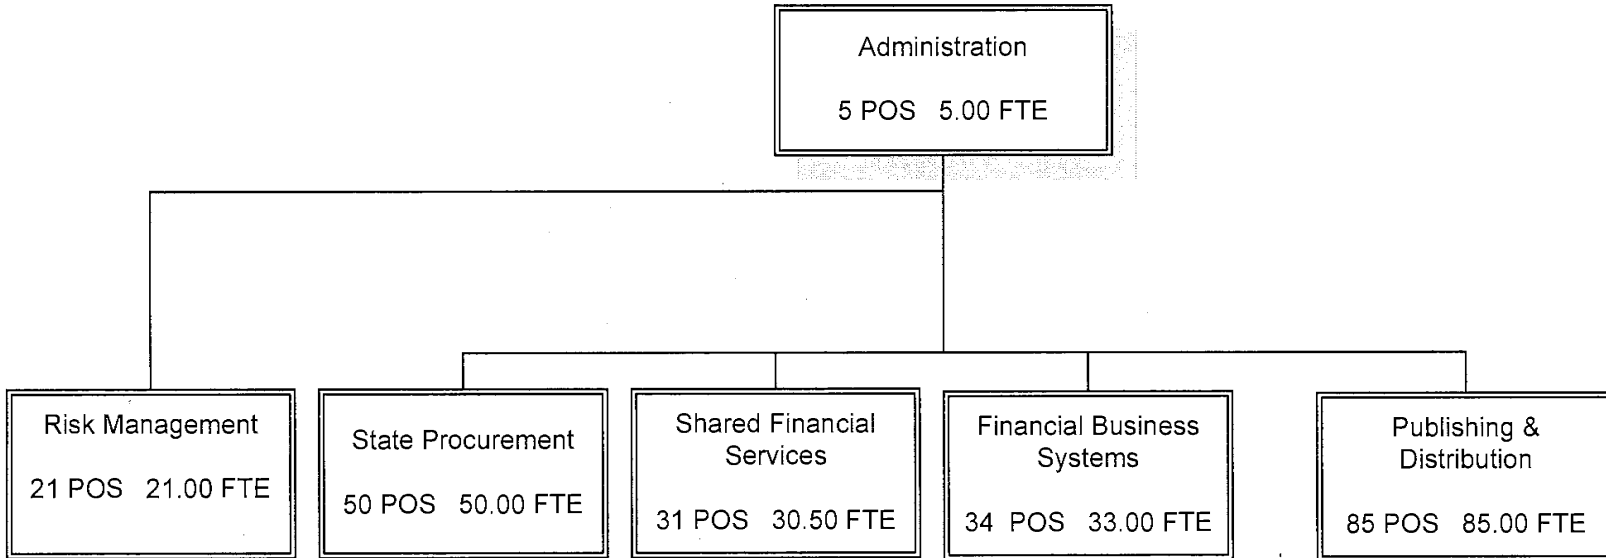 Administration
5 POS 5.00 FTE
Risk Management
21 POS 21.00 FTE
State Procurement
50 POS 50.00 FTE
Shared Financial
Services
31 POS 30.50 FTE
Financial Business
Systems
34 POS 33.00 FTE
Publishing &
Distribution
85 POS 85.00 FTE